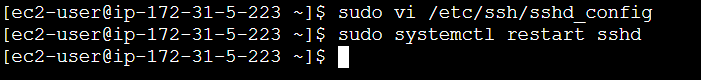 [ec2-user@ip-172-31-5-223 ~]$ sudo vi /etc/ssh/sshd_config
[ec2-user@ip-172-31-5-223 ~]$ sudo systemctl restart sshd
[ec2-user@ip-172-31-5-223 ~]$